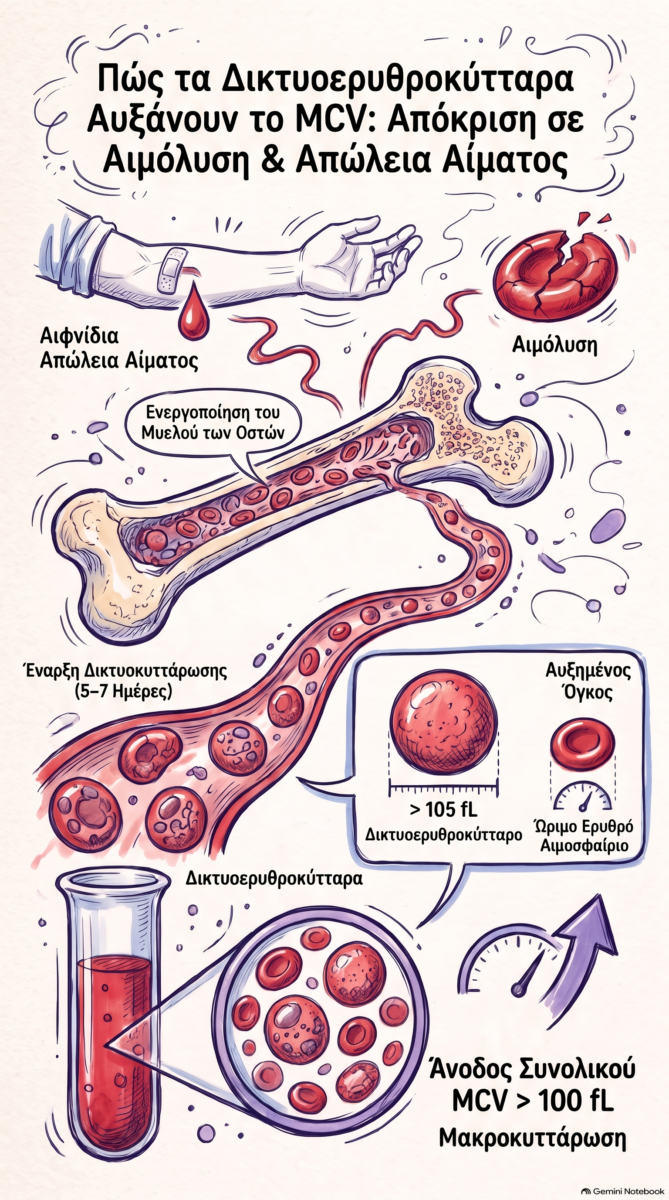 Πώς τα Δικτυοερυθροκύτταρα
Αυξάνουν το MCV: Απόκριση σε
Αιμόλυση & Απώλεια Αίματος
Αιφνίδια
Απώλεια Αίματος
Αιμόλυση
Ενεργοποίηση του
Μυελού των Οστών
Έναρξη Δικτυοκυττάρωσης
(5–7 Ημέρες)
Αυξημένος
Όγκος
> 105 fL
Δικτυοερυθροκύτταρο
Ώριμο Ερυθρό
Αιμοσφαίριο
Δικτυοερυθροκύτταρα
Άνοδος Συνολικού
MCV > 100 fL
Μακροκυττάρωση
Gemini Notebook